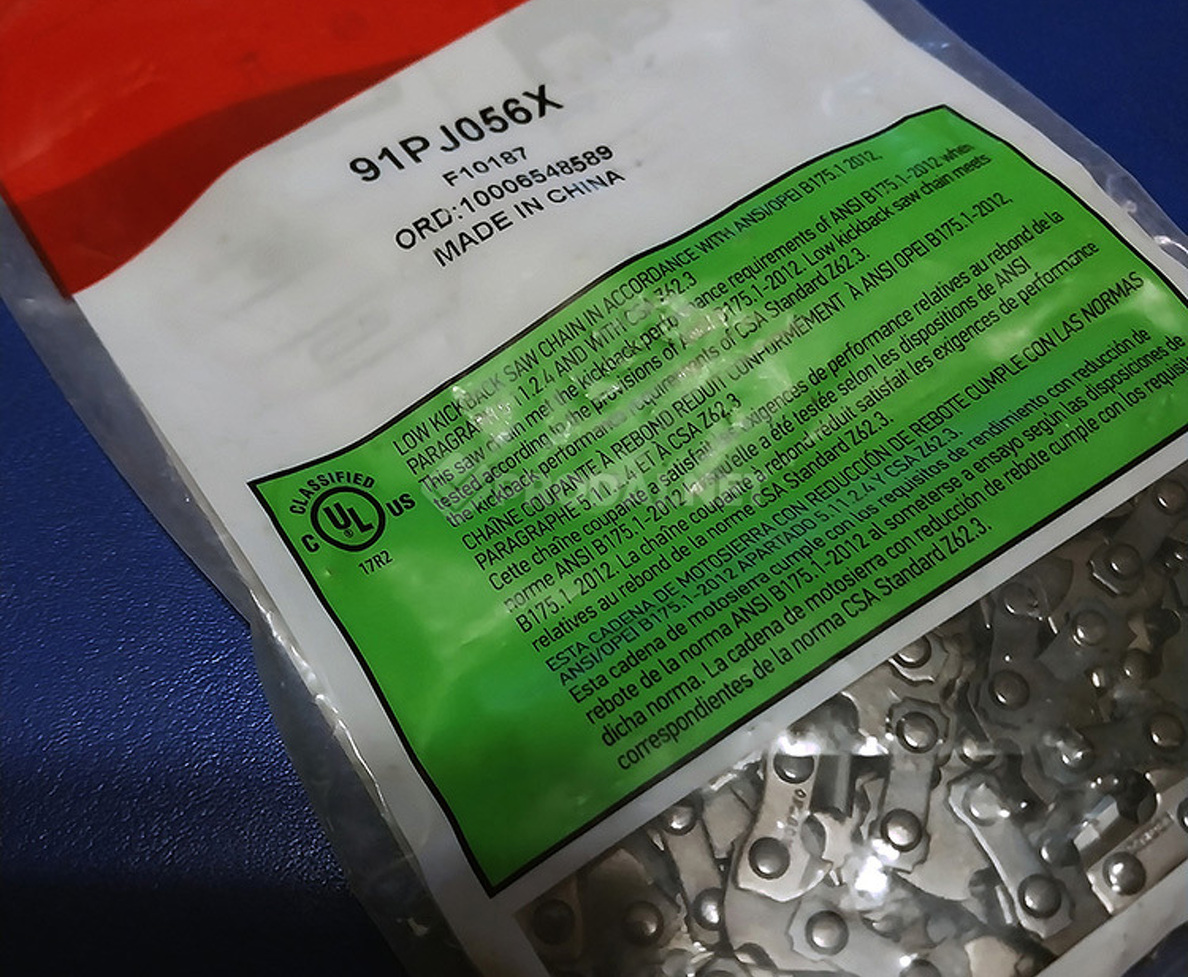 91PJ056X
F10187
ORD:10006548589
MADE IN CHINA
LOW KICKBACK SAW CHAIN IN ACCORDANCE WITH ANSI/OPEI B175.1 2012,
PARAGRAPH 5.11.2.4 AND WITH CSA Z62.3
This saw chain met the kickback performance requirements of ANSI B175.1-2012 when
tested according to the provisions of ANSI B175.1-2012. Low kickback saw chain meets
the kickback performance requirements of CSA Standard Z62.3.
CHAÎNE COUPANTE À REBOND REDUIT CONFORMÉMENT À ANSI OPEI B175.1-2012,
PARAGRAPHE 5.11.2.4 ET À CSA Z62.3
Cette chaîne coupante a satisfait aux exigences de performance relatives au rebond de la
norme ANSI B175.1-2012 lorsqu'elle a été testée selon les dispositions de ANSI
B175.1-2012. La chaîne coupante a rebond réduit satisfait les exigences de performance
relatives au rebond de la norme CSA Standard Z62.3.
ESTA CADENA DE MOTOSIERRA CON REDUCCIÓN DE REBOTE CUMPLE CON LAS NORMAS
ANSI/OPEI B175.1-2012 APARTADO 5.11.2.4 Y CSA Z62.3
Esta cadena de motosierra cumple con los requisitos de rendimiento con reducción de
rebote de la norma ANSI B175.1-2012 al someterse a ensayo según las disposiciones de
dicha norma. La cadena de motosierra con reducción de rebote cumple con los requisitos
correspondientes de la norma CSA Standard Z62.3.
CLASSIFIED
C UL US
®
17R2